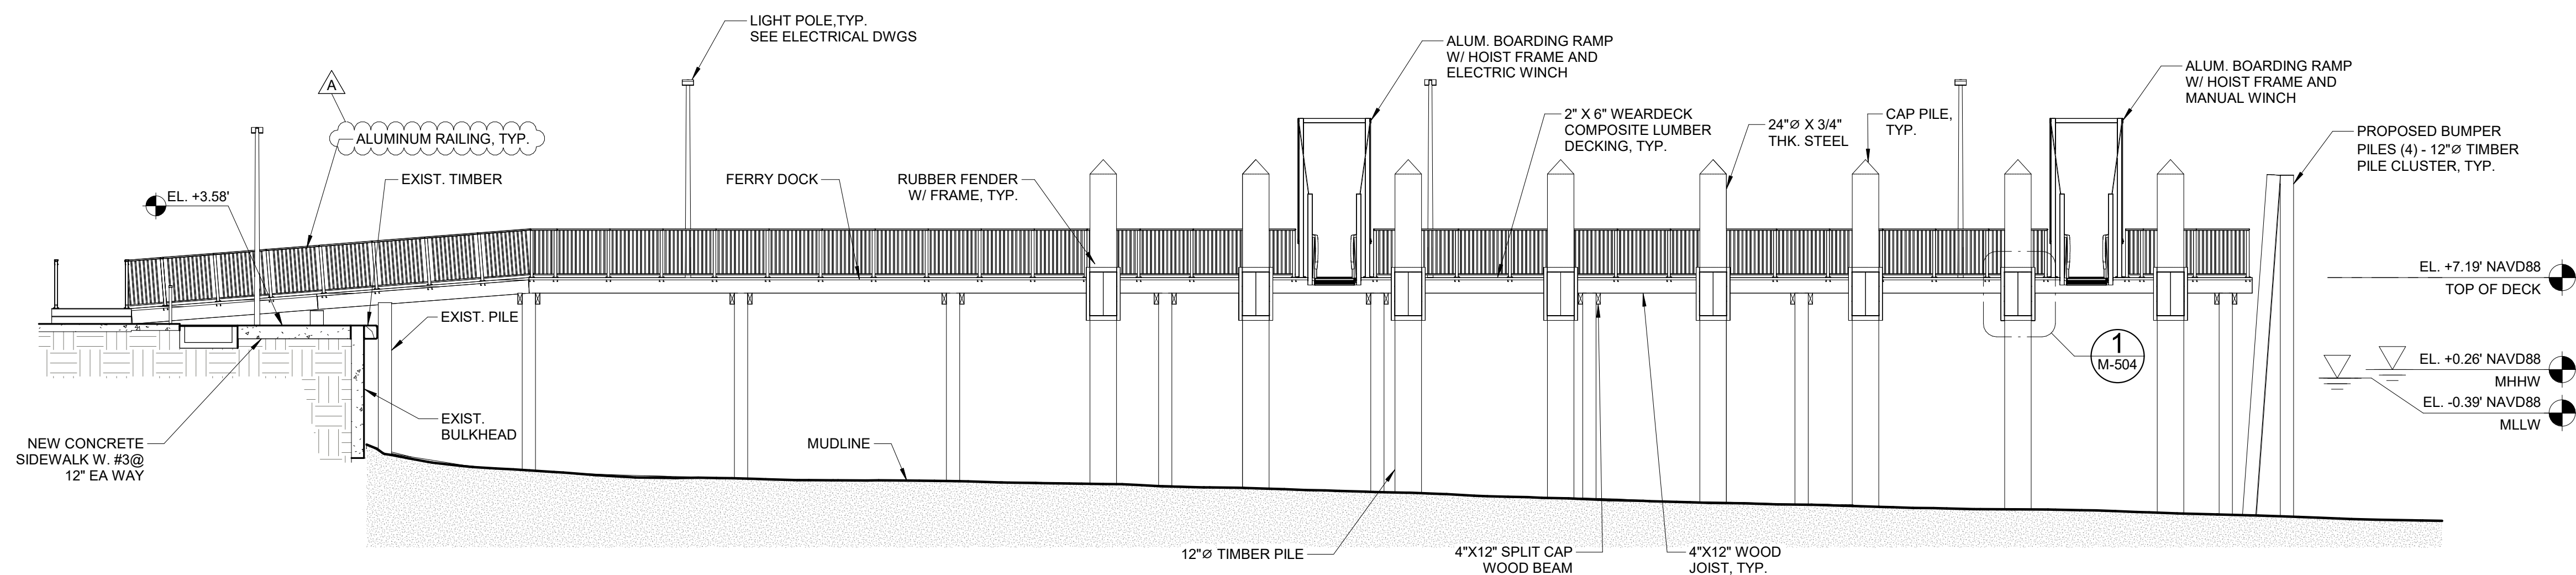 LIGHT POLE,TYP.
SEE ELECTRICAL DWGS
ALUM. BOARDING RAMP
W/ HOIST FRAME AND
ELECTRIC WINCH
ALUM. BOARDING RAMP
W/ HOIST FRAME AND
MANUAL WINCH
A
ALUMINUM RAILING, TYP.
2" X 6" WEARDECK
COMPOSITE LUMBER
DECKING, TYP.
24"Ø X 3/4"
THK. STEEL
CAP PILE,
TYP.
PROPOSED BUMPER
PILES (4) - 12"Ø TIMBER
PILE CLUSTER, TYP.
EL. +3.58'
EXIST. TIMBER
FERRY DOCK
RUBBER FENDER
W/ FRAME, TYP.
EL. +7.19' NAVD88
TOP OF DECK
EXIST. PILE
1
M-504
EL. +0.26' NAVD88
MHHW
EL. -0.39' NAVD88
MLLW
EXIST.
BULKHEAD
NEW CONCRETE
SIDEWALK W. #3@
12" EA WAY
MUDLINE
12"Ø TIMBER PILE
4"X12" SPLIT CAP
WOOD BEAM
4"X12" WOOD
JOIST, TYP.